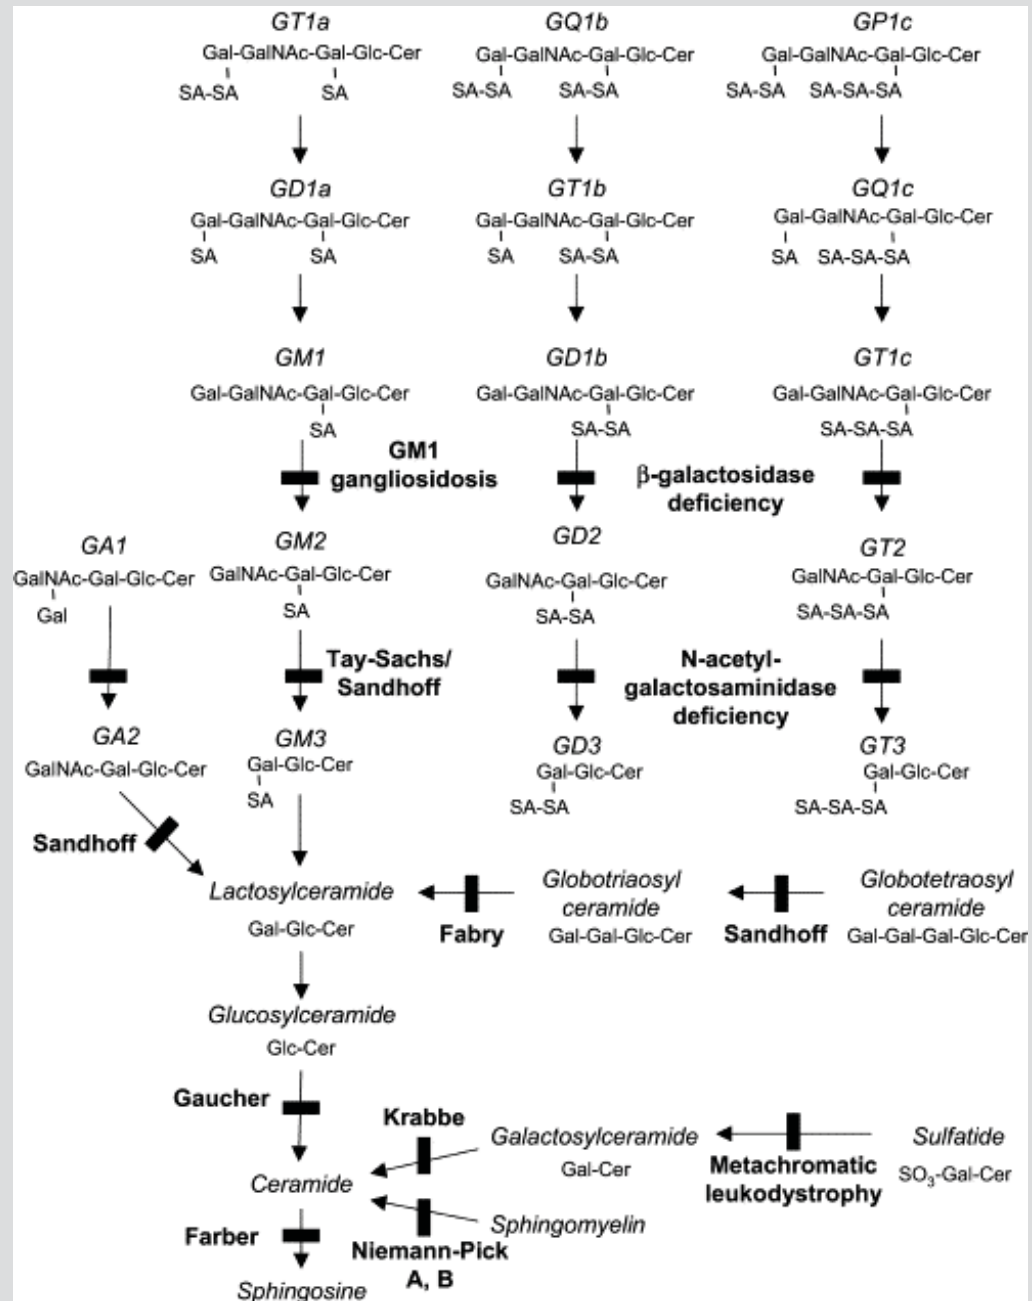 GT1a GQ1b GP1c
Gal-GalNAc-Gal-Glc-Cer Gal-GalNAc-Gal-Glc-Cer Gal-GalNAc-Gal-Glc-Cer
SA-SA SA SA-SA SA-SA SA-SA SA-SA-SA
GD1a GT1b GQ1c
Gal-GalNAc-Gal-Glc-Cer Gal-GalNAc-Gal-Glc-Cer Gal-GalNAc-Gal-Glc-Cer
SA SA SA SA-SA SA SA-SA-SA
GM1 GD1b GT1c
Gal-GalNAc-Gal-Glc-Cer Gal-GalNAc-Gal-Glc-Cer Gal-GalNAc-Gal-Glc-Cer
SA SA-SA SA-SA-SA
GM1
gangliosidosis
β-galactosidase
deficiency
GA1 GM2 GD2 GT2
GalNAc-Gal-Glc-Cer GalNAc-Gal-Glc-Cer GalNAc-Gal-Glc-Cer GalNAc-Gal-Glc-Cer
Gal SA SA-SA SA-SA-SA
Tay-Sachs/
Sandhoff
N-acetyl-
galactosaminidase
deficiency
GA2 GM3 GD3 GT3
GalNAc-Gal-Glc-Cer Gal-Glc-Cer Gal-Glc-Cer Gal-Glc-Cer
SA SA-SA SA-SA-SA
Sandhoff
Lactosylceramide
Gal-Glc-Cer
Fabry
Globotriaosyl
ceramide
Gal-Gal-Glc-Cer
Sandhoff
Globotetraosyl
ceramide
Gal-Gal-Gal-Glc-Cer
Glucosylceramide
Glc-Cer
Gaucher
Krabbe
Galactosylceramide
Gal-Cer
Metachromatic
leukodystrophy
Sulfatide
SO3-Gal-Cer
Ceramide
Sphingomyelin
Farber
Niemann-Pick
A, B
Sphingosine